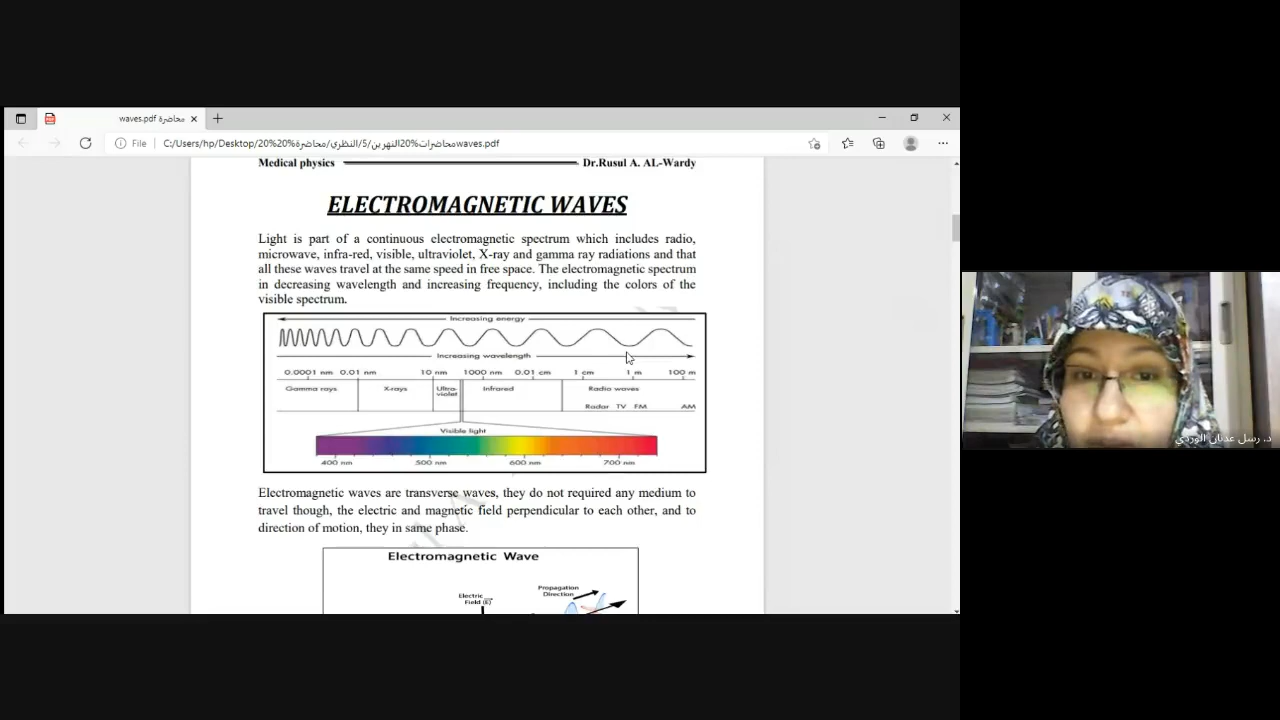 محاضرة waves.pdf
File
C:/Users/hp/Desktop/20%20%محاضرات%20النهرين/5/النظري/محاضرةwaves.pdf
Medical physics
Dr.Rusul A. AL-Wardy
ELECTROMAGNETIC WAVES
Light is part of a continuous electromagnetic spectrum which includes radio,
microwave, infra-red, visible, ultraviolet, X-ray and gamma ray radiations and that
all these waves travel at the same speed in free space. The electromagnetic spectrum
in decreasing wavelength and increasing frequency, including the colors of the
visible spectrum.
Increasing energy
Increasing wavelength
0.0001 nm 0.01 nm 10 nm 1000 nm 0.01 cm 1 cm 1 m 100 m
Gamma rays X-rays Ultra-violet Infrared Radio waves
Radar TV FM AM
Visible light
400 nm 500 nm 600 nm 700 nm
Electromagnetic waves are transverse waves, they do not required any medium to
travel though, the electric and magnetic field perpendicular to each other, and to
direction of motion, they in same phase.
Electromagnetic Wave
Propagation
Direction
Electric
Field (E)
د. رسل عدنان الوردي